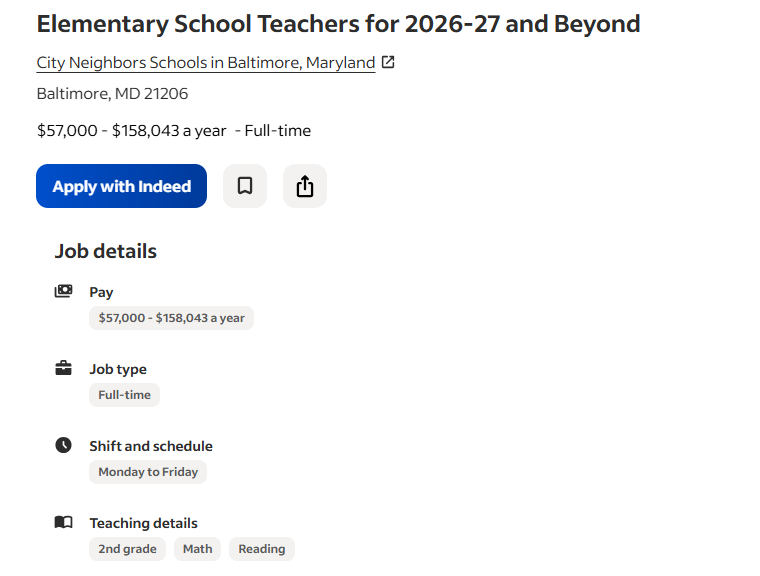 Elementary School Teachers for 2026-27 and Beyond
City Neighbors Schools in Baltimore, Maryland
Baltimore, MD 21206
$57,000 - $158,043 a year - Full-time
Apply with Indeed
Job details
Pay
$57,000 - $158,043 a year
Job type
Full-time
Shift and schedule
Monday to Friday
Teaching details
2nd grade Math Reading